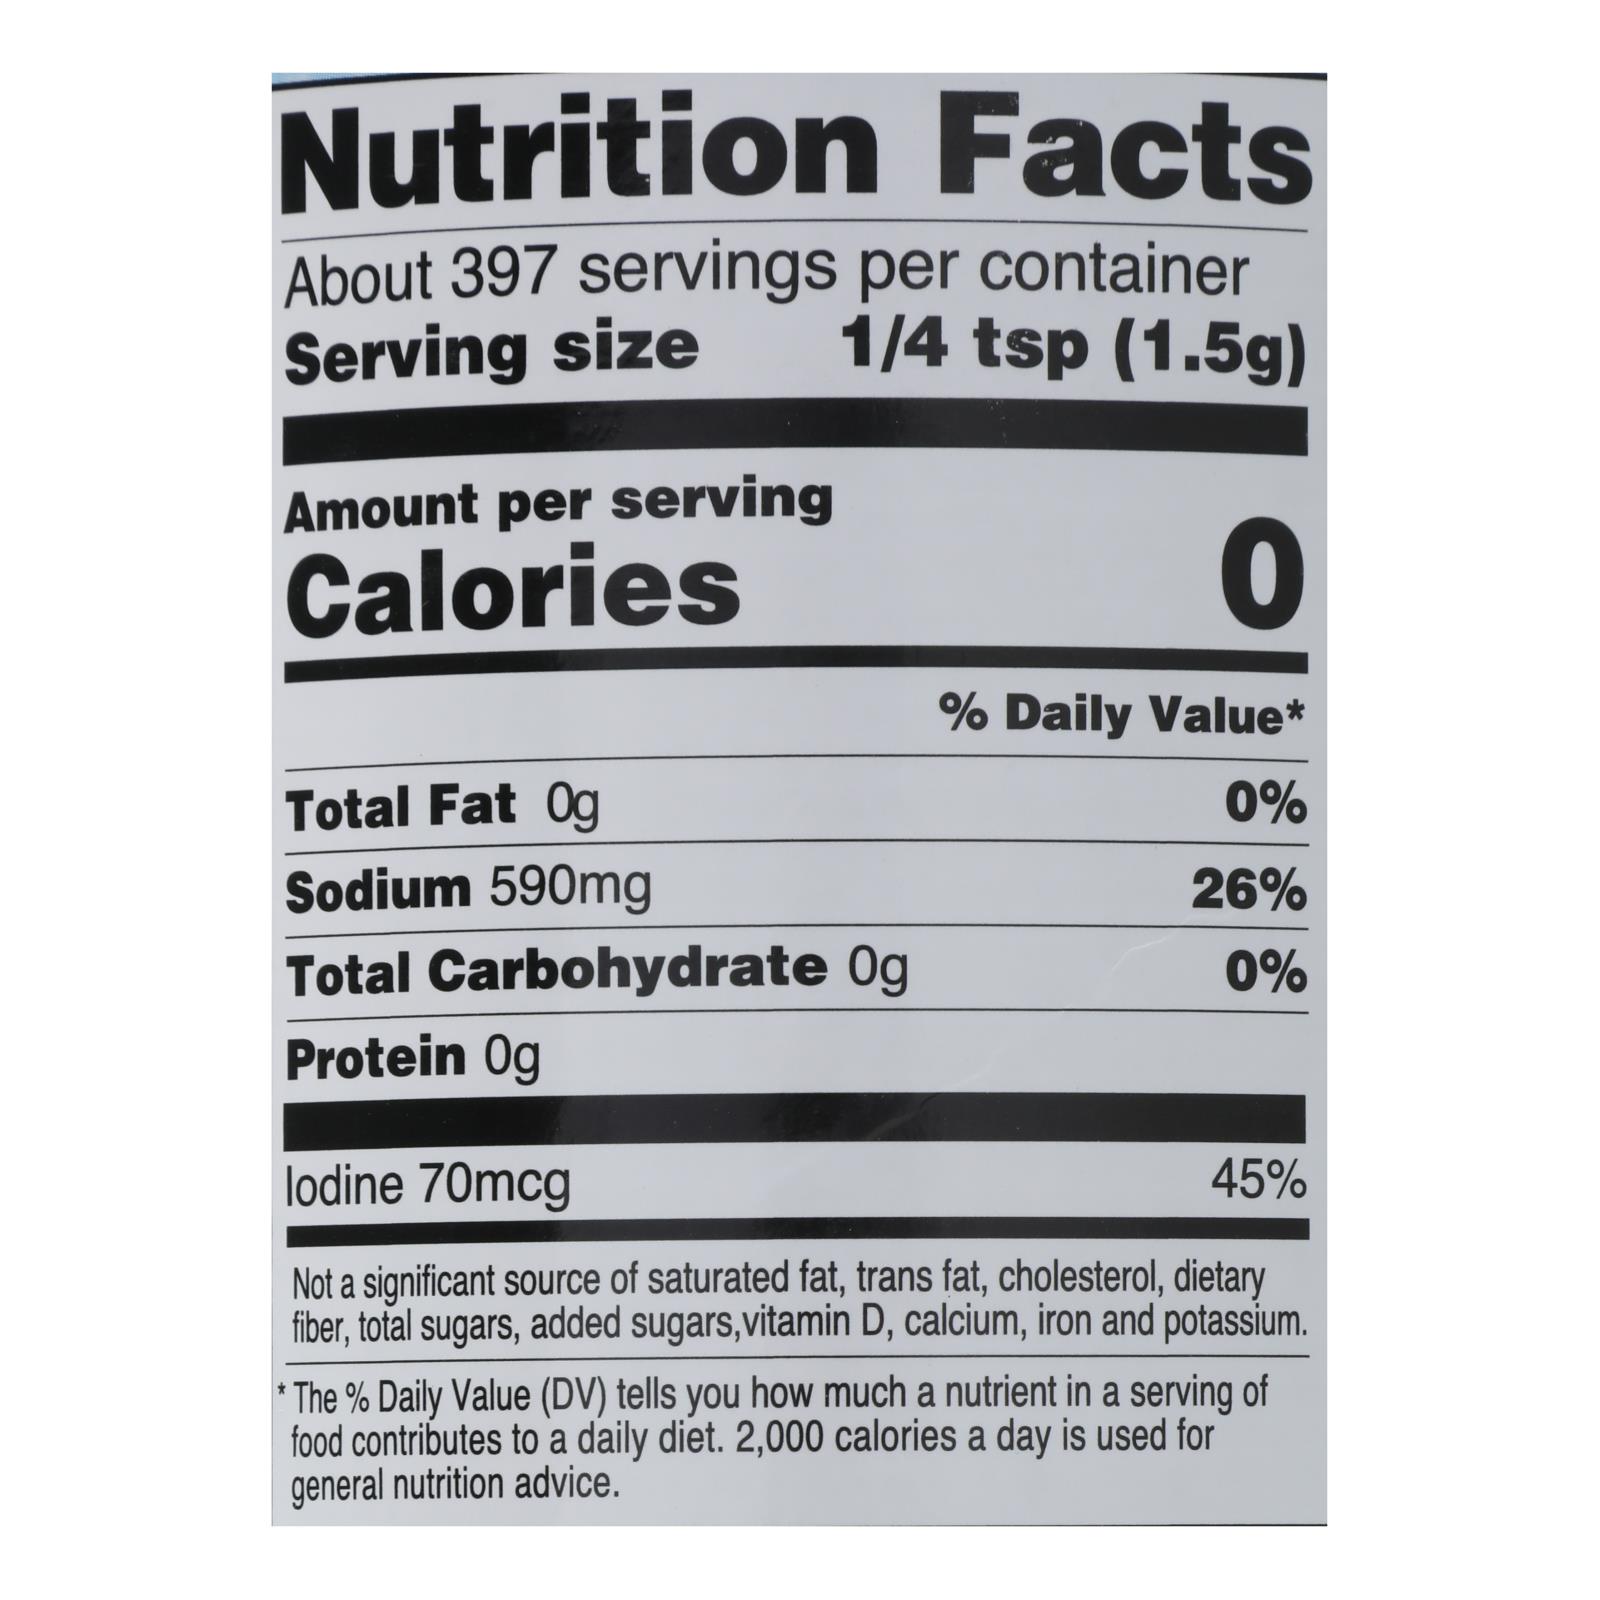 Nutrition Facts
About 397 servings per container
Serving size 1/4 tsp (1.5g)
Amount per serving
Calories 0
% Daily Value*
Total Fat 0g 0%
Sodium 590mg 26%
Total Carbohydrate 0g 0%
Protein 0g
Iodine 70mcg 45%
Not a significant source of saturated fat, trans fat, cholesterol, dietary
fiber, total sugars, added sugars,vitamin D, calcium, iron and potassium.
* The % Daily Value (DV) tells you how much a nutrient in a serving of
food contributes to a daily diet. 2,000 calories a day is used for
general nutrition advice.